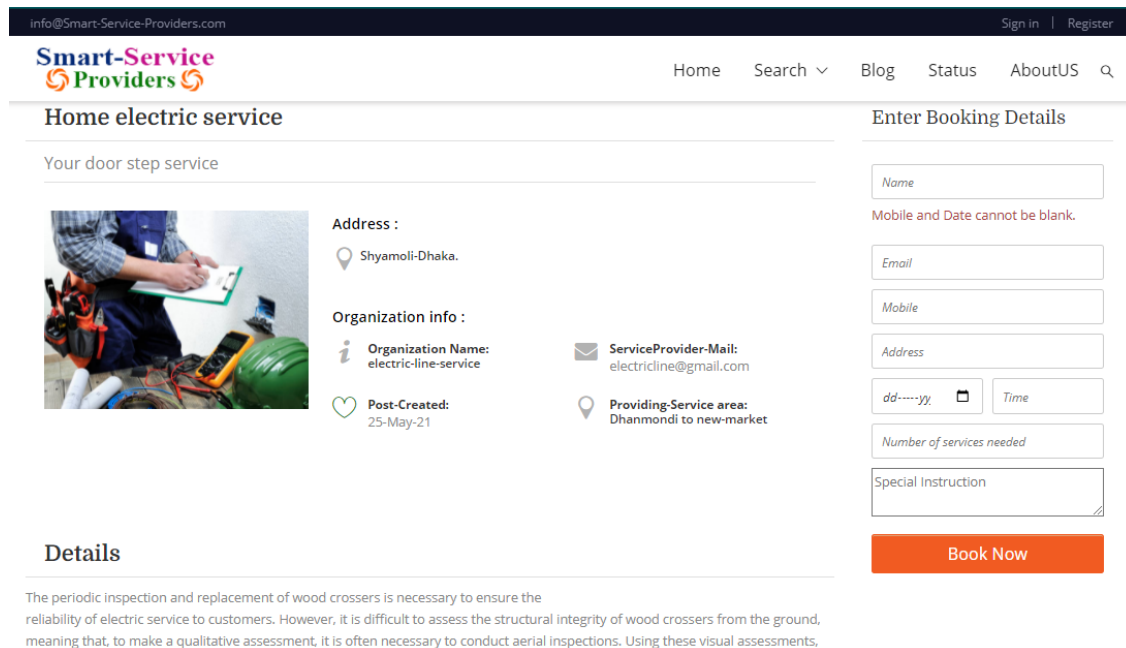 info@Smart-Service-Providers.com
Sign in | Register
Smart-Service
Providers
Home Search Blog Status AboutUS
Home electric service
Your door step service
Address :
Shyamoli-Dhaka.
Organization info :
Organization Name:
electric-line-service
ServiceProvider-Mail:
electricline@gmail.com
Post-Created:
25-May-21
Providing-Service area:
Dhanmondi to new-market
Details
The periodic inspection and replacement of wood crossers is necessary to ensure the
reliability of electric service to customers. However, it is difficult to assess the structural integrity of wood crossers from the ground,
meaning that, to make a qualitative assessment, it is often necessary to conduct aerial inspections. Using these visual assessments,
Enter Booking Details
Name
Mobile and Date cannot be blank.
Email
Mobile
Address
dd-----yy
Time
Number of services needed
Special Instruction
Book Now